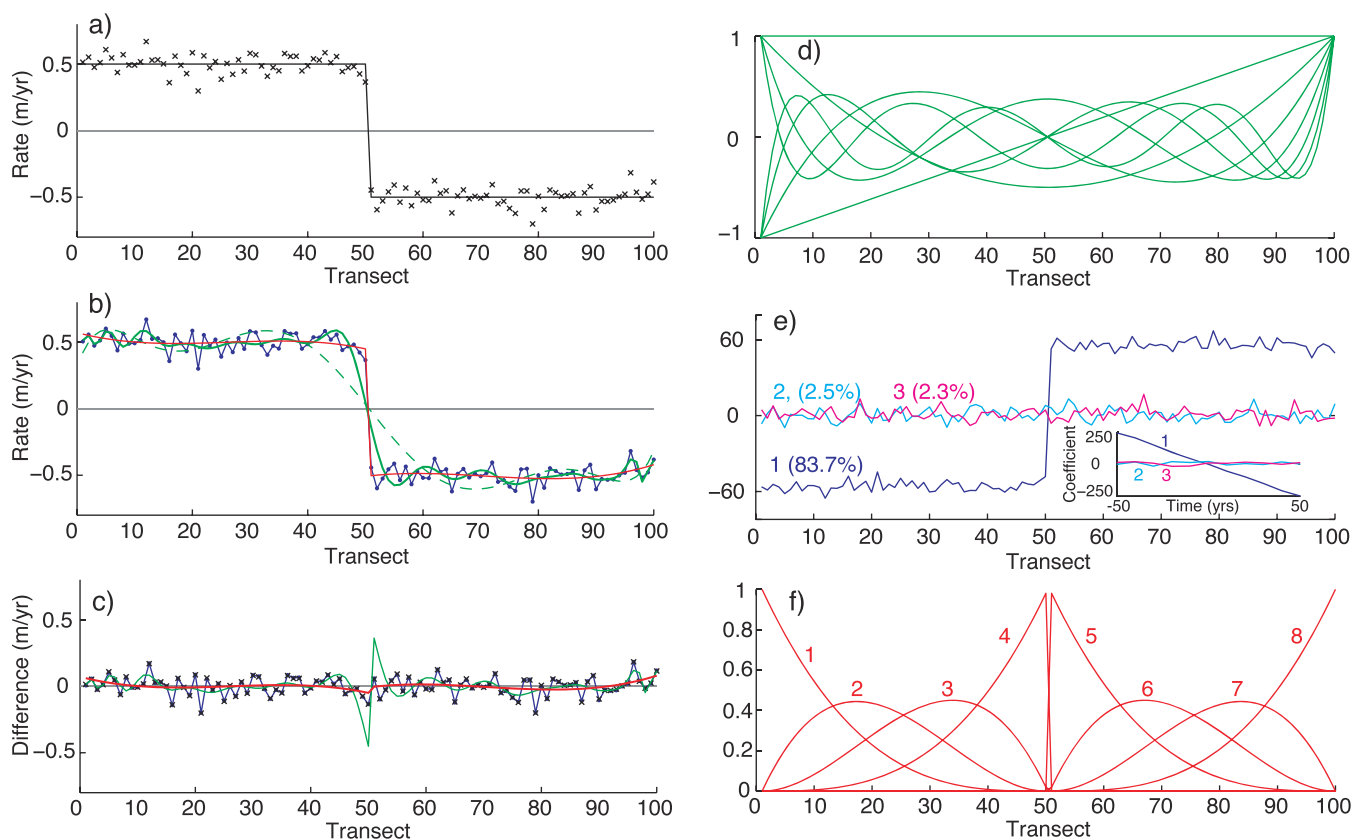 a)
0.5
0
−0.5
Rate (m/yr)
0 10 20 30 40 50 60 70 80 90 100
Transect
b)
0.5
0
−0.5
Rate (m/yr)
0 10 20 30 40 50 60 70 80 90 100
Transect
c)
0.5
0
−0.5
Difference (m/yr)
0 10 20 30 40 50 60 70 80 90 100
Transect
d)
1
0
−1
0 10 20 30 40 50 60 70 80 90 100
Transect
e)
60
0
−60
2, (2.5%) 3 (2.3%)
1 (83.7%)
250
0
−250
Coefficient
1
2 3
-50 Time (yrs) 50
0 10 20 30 40 50 60 70 80 90 100
Transect
f)
1
0.8
0.6
0.4
0.2
0
1 2 3 4 5 6 7 8
0 10 20 30 40 50 60 70 80 90 100
Transect